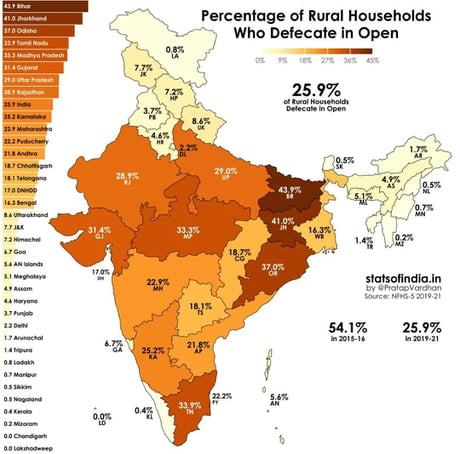 Percentage of Rural Households
Who Defecate in Open
0% 9% 18% 27% 36% 45%
25.9%
of Rural Households
Defecate in Open
43.9 Bihar
41.0 Jharkhand
37.0 Odisha
33.9 Tamil Nadu
33.3 Madhya Pradesh
31.4 Gujarat
29.0 Uttar Pradesh
28.9 Rajasthan
25.9 India
25.2 Karnataka
22.9 Maharashtra
22.2 Puducherry
21.8 Andhra
18.7 Chhattisgarh
18.1 Telangana
17.0 DNHDD
16.3 Bengal
8.6 Uttarakhand
7.7 J&K
7.2 Himachal
6.7 Goa
5.6 AN Islands
5.1 Meghalaya
4.9 Assam
4.6 Haryana
3.7 Punjab
2.2 Delhi
1.7 Arunachal
1.4 Tripura
0.8 Ladakh
0.7 Manipur
0.5 Sikkim
0.5 Nagaland
0.4 Kerala
0.2 Mizoram
0.0 Chandigarh
0.0 Lakshadweep
0.8%
LA
7.7%
JK
7.2%
HP
3.7%
PB
8.6%
UK
4.6%
HR
2.2%
DL
28.9%
RJ
29.0%
UP
43.9%
BR
0.5%
SK
1.7%
AR
4.9%
AS
0.5%
NL
5.1%
ML
0.7%
MN
0.2%
MZ
1.4%
TR
31.4%
GJ
33.3%
MP
41.0%
JH
16.3%
WB
18.7%
CG
37.0%
OR
17.0%
DH
22.9%
MH
18.1%
TS
6.7%
GA
25.2%
KA
21.8%
AP
33.9%
TN
22.2%
PY
0.4%
KL
0.0%
LD
5.6%
AN
statsofindia.in
by @PratapVardhan
Source: NFHS-5 2019-21
54.1%
in 2015-16
25.9%
in 2019-21